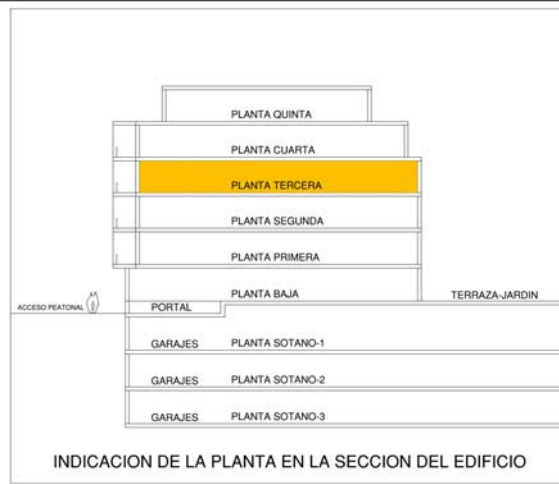 PLANTA QUINTA
PLANTA CUARTA
PLANTA TERCERA
PLANTA SEGUNDA
PLANTA PRIMERA
PLANTA BAJA
TERRAZA-JARDIN
ACCESO PEATONAL
PORTAL
GARAJES PLANTA SOTANO-1
GARAJES PLANTA SOTANO-2
GARAJES PLANTA SOTANO-3
INDICACION DE LA PLANTA EN LA SECCION DEL EDIFICIO